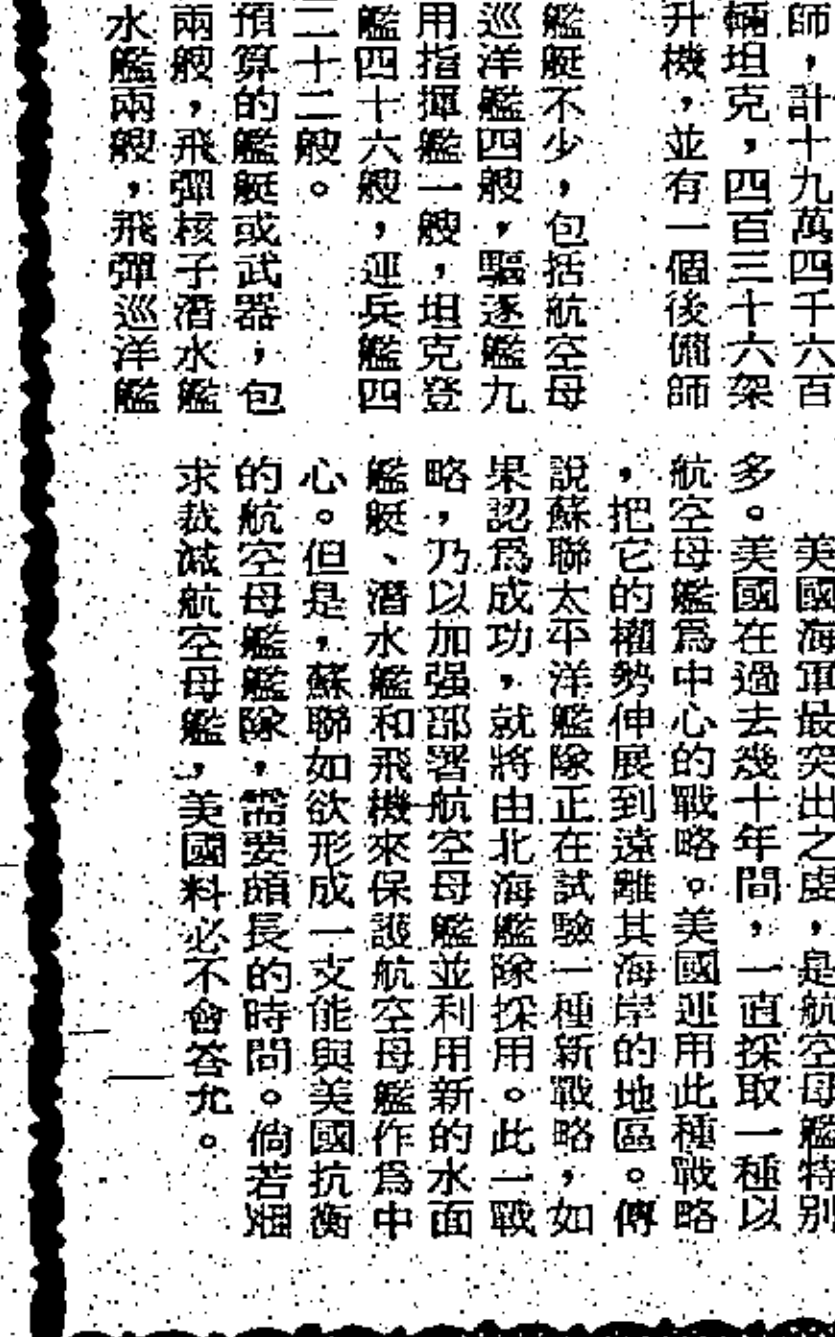 師，計十九萬四千六百
輛坦克，四百三十六架
升機，並有一個後備師
艦艇不少，包括航空母
巡洋艦四艘，驅逐艦九
用指揮艦一艘，坦克登
艦四十六艘，運兵艦四
二十二艘。
預算的艦艇或武器，包
兩艘，飛彈核子潛水艦
水艦兩艘，飛彈巡洋艦
美國海軍最突出之處，是航空母艦特別
多。美國在過去幾十年間，一直採取一種以
航空母艦爲中心的戰略。美國運用此種戰略
，把它的權勢伸展到遠離其海岸的地區。傳
說蘇聯太平洋艦隊正在試驗一種新戰略，如
果認爲成功，就將由北海艦隊採用。此一戰
略，乃以加强部署航空母艦並利用新的水面
艦艇、潛水艦和飛機來保護航空母艦作爲中
心。但是，蘇聯如欲形成一支能與美國抗衡
的航空母艦艦隊，需要頗長的時間。倘若
求裁減航空母艦，美國料必不會答允。